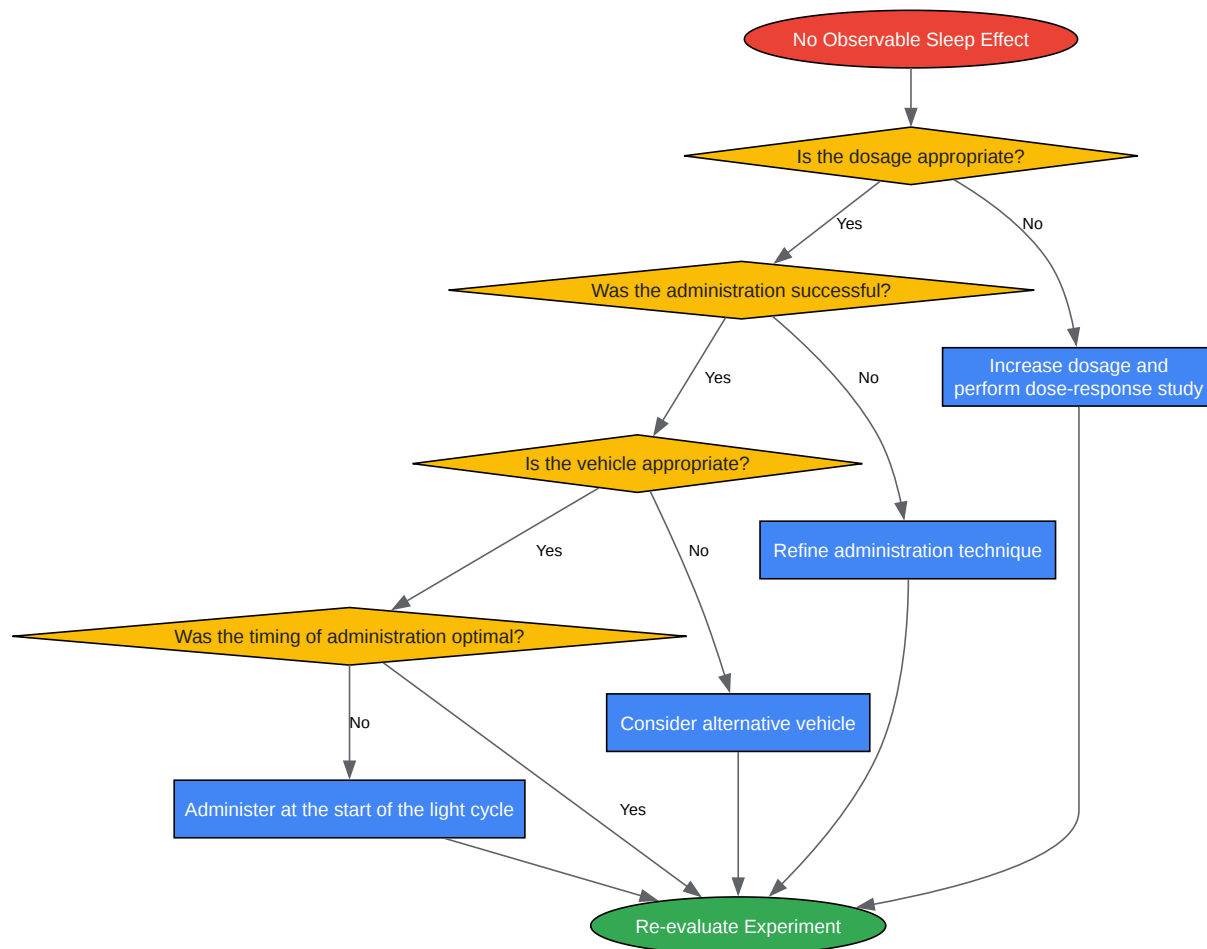 No Observable Sleep Effect
Is the dosage appropriate?
Yes
No
Was the administration successful?
Increase dosage and
perform dose-response study
Yes
No
Is the vehicle appropriate?
Refine administration technique
Yes
No
Was the timing of administration optimal?
Consider alternative vehicle
No
Administer at the start of the light cycle
Yes
Re-evaluate Experiment